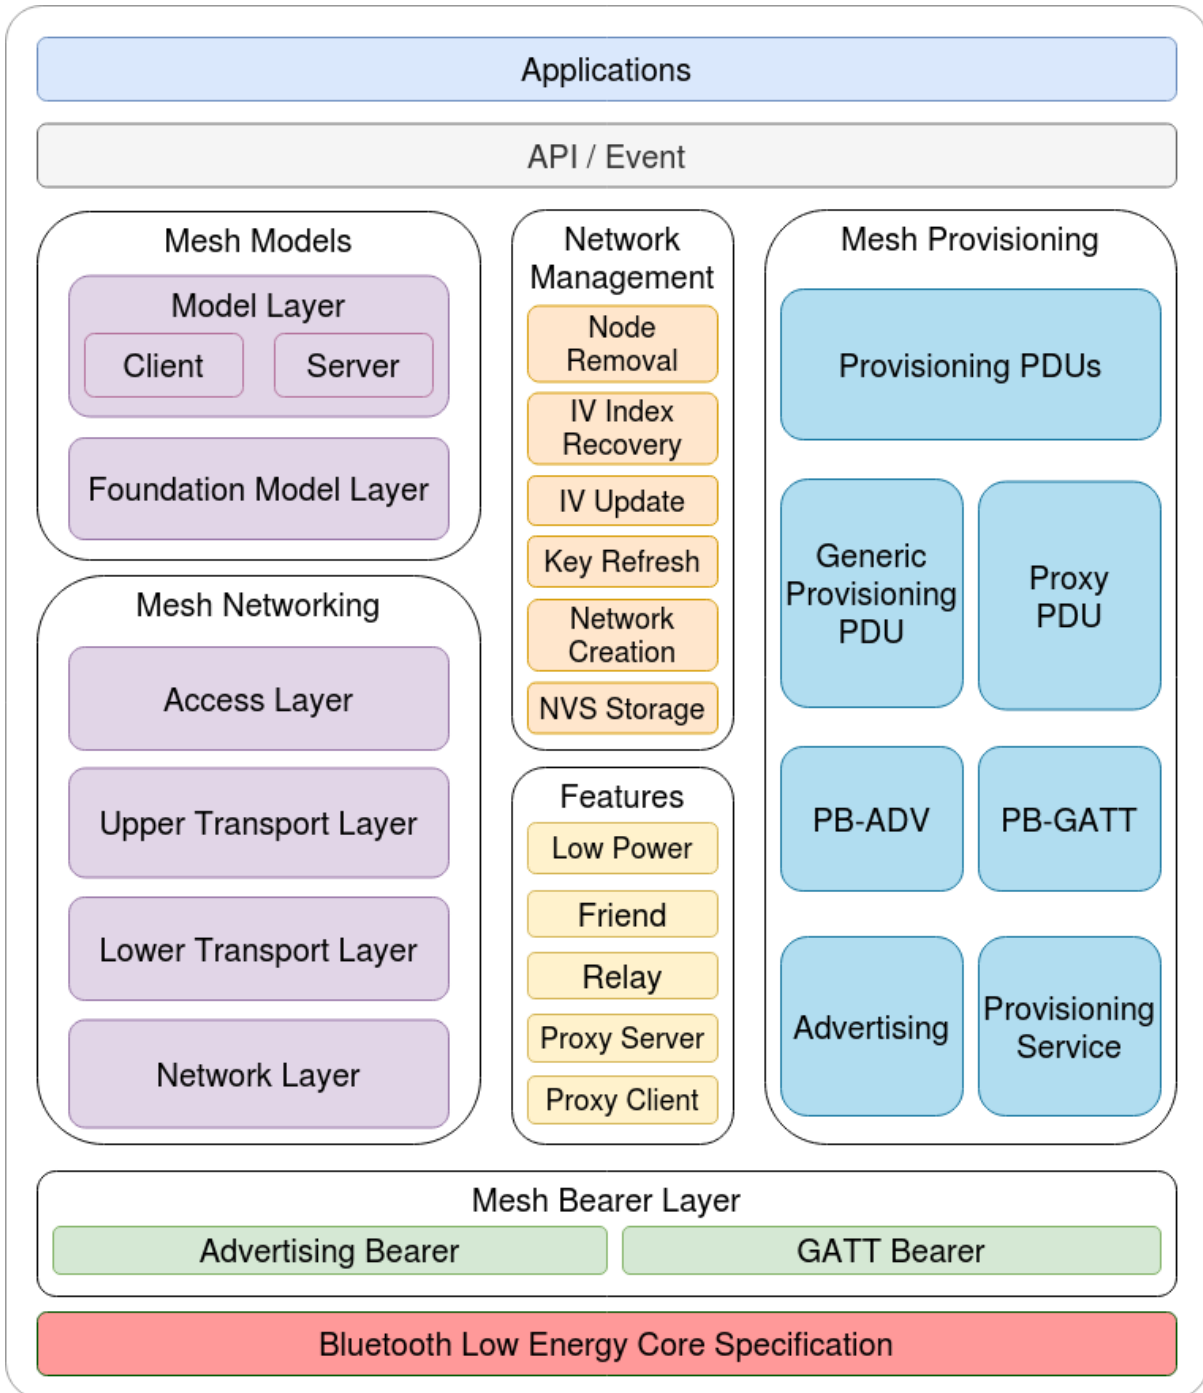 Applications
API / Event
Mesh Models
Model Layer
Client
Server
Foundation Model Layer
Mesh Networking
Access Layer
Upper Transport Layer
Lower Transport Layer
Network Layer
Network
Management
Node
Removal
IV Index
Recovery
IV Update
Key Refresh
Network
Creation
NVS Storage
Features
Low Power
Friend
Relay
Proxy Server
Proxy Client
Mesh Provisioning
Provisioning PDUs
Generic
Provisioning
PDU
Proxy
PDU
PB-ADV
PB-GATT
Advertising
Provisioning
Service
Mesh Bearer Layer
Advertising Bearer
GATT Bearer
Bluetooth Low Energy Core Specification